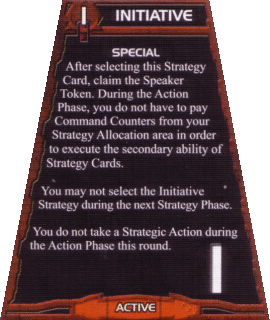 1 INITIATIVE
SPECIAL
After selecting this Strategy
Card, claim the Speaker
Token. During the Action
Phase, you do not have to pay
Command Counters from your
Strategy Allocation area in order
to execute the secondary ability of
Strategy Cards.
You may not select the Initiative
Strategy during the next Strategy Phase.
You do not take a Strategic Action during
the Action Phase this round.
1
ACTIVE